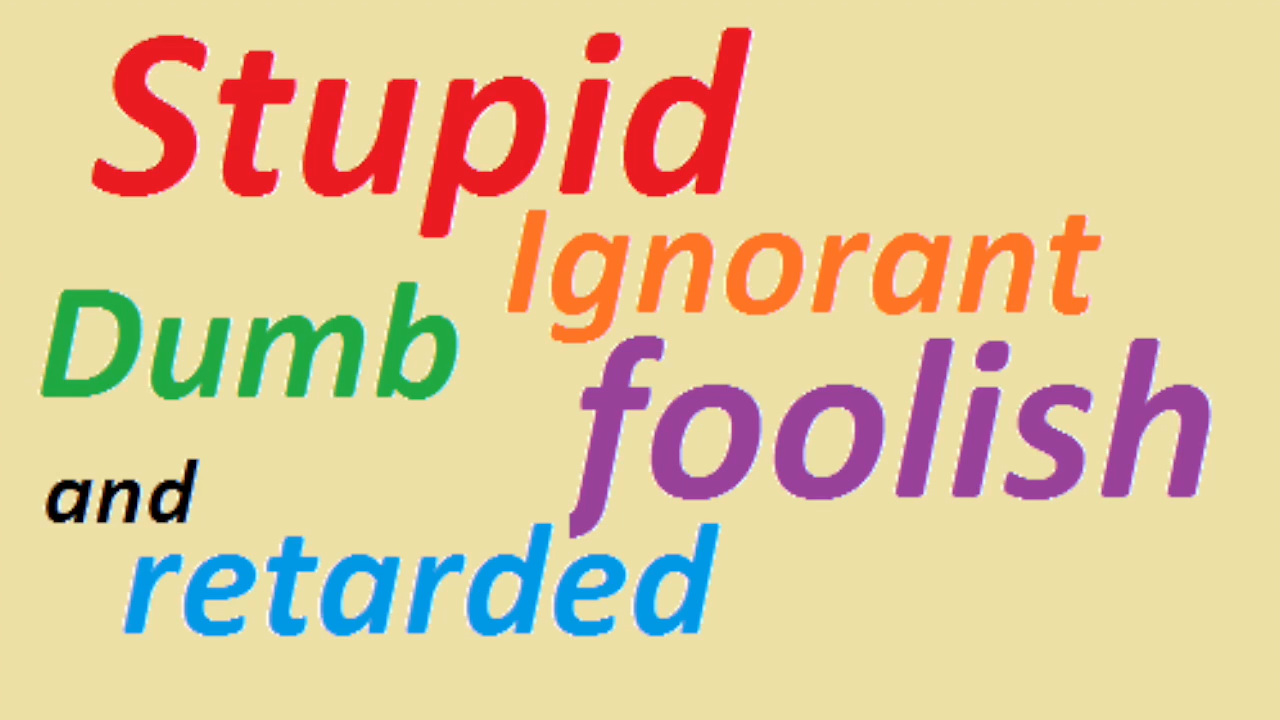 Stupid
Ignorant
Dumb
foolish
and
retarded